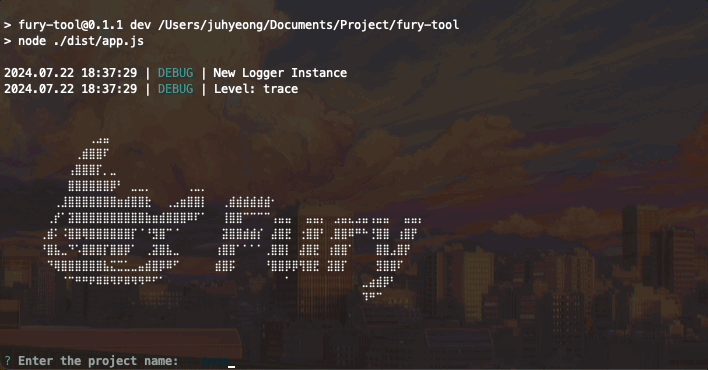 > fury-tool@0.1.1 dev /Users/juhyeong/Documents/Project/fury-tool
> node ./dist/app.js
2024.07.22 18:37:29 | DEBUG | New Logger Instance
2024.07.22 18:37:29 | DEBUG | Level: trace
Fury
? Enter the project name: